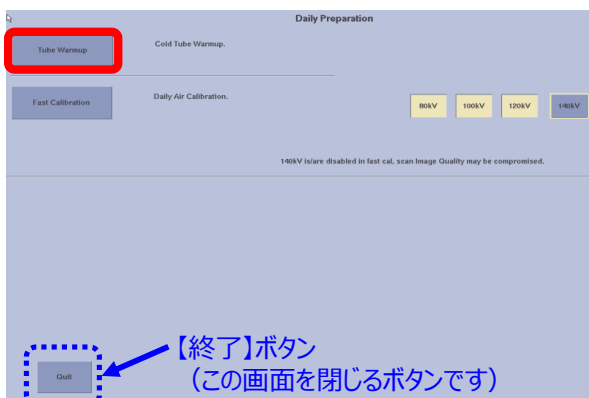 Daily Preparation
Tube Warmup
Cold Tube Warmup.
Fast Calibration
Daily Air Calibration.
80kV
100kV
120kV
140kV
140kV is/are disabled in fast cal, scan Image Quality may be compromised.
【終了】ボタン
（この画面を閉じるボタンです）
Quit